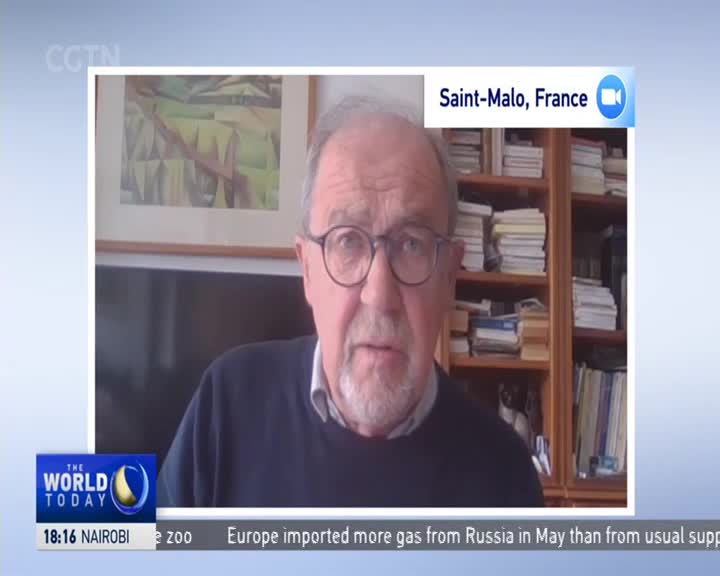 CGTN
Saint-Malo, France
THE
WORLD
TODAY
18:16 NAIROBI
e zoo Europe imported more gas from Russia in May than from usual supp